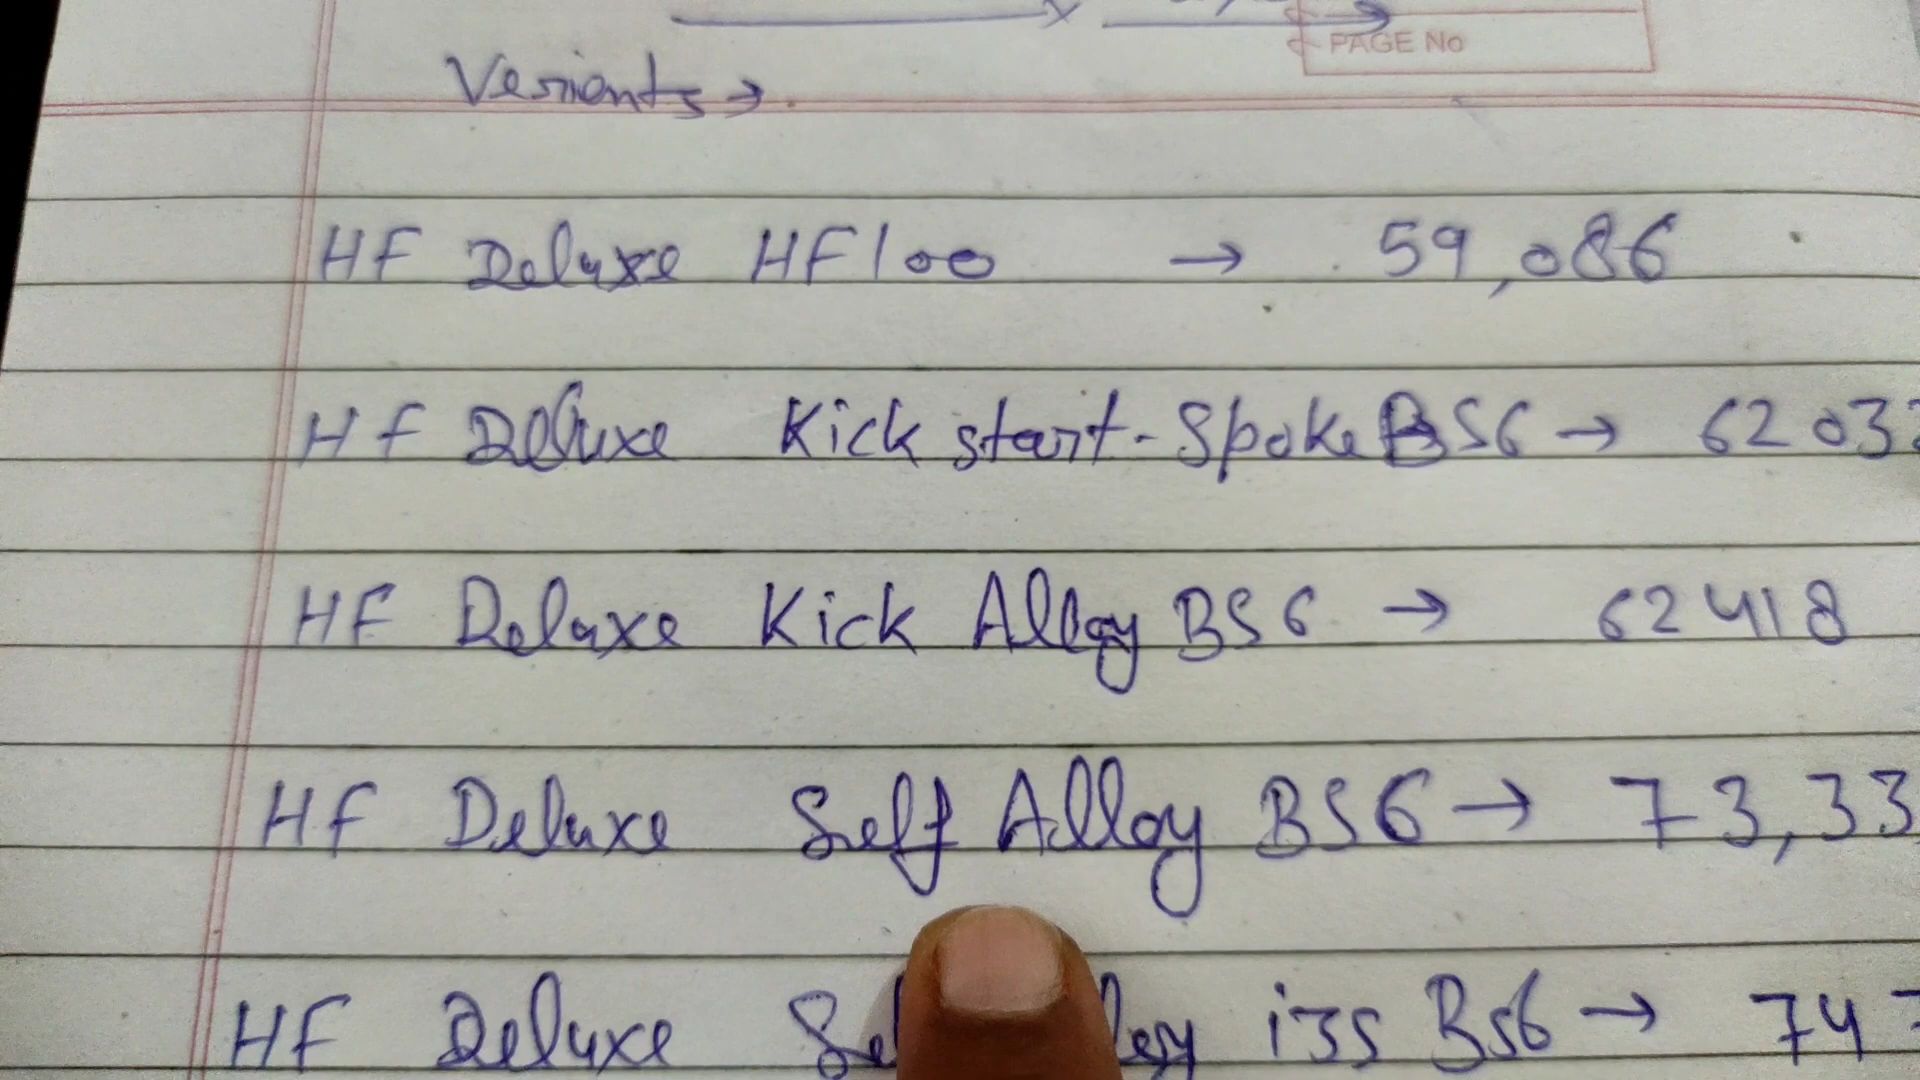 PAGE No
Verients →
HF Deluxe HF100 → 59,086
HF Deluxe Kick start-Spoke BS6 → 6203
HF Deluxe Kick Alloy BS6 → 62418
HF Deluxe Self Alloy BS6 → 73,33
HF Deluxe i3s Bs6 → 74